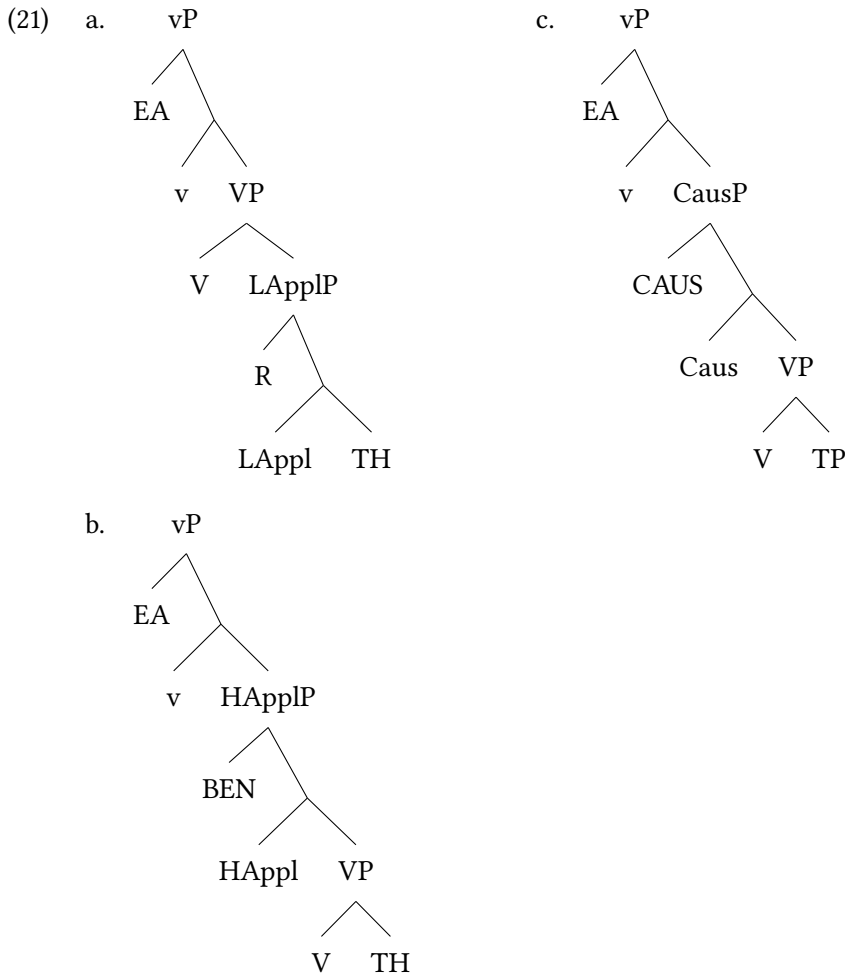 (21) a. vP c. vP
EA EA
v VP v CausP
V LApplP CAUS
R Caus VP
LAppl TH V TP
b. vP
EA
v HApplP
BEN
HAppl VP
V TH